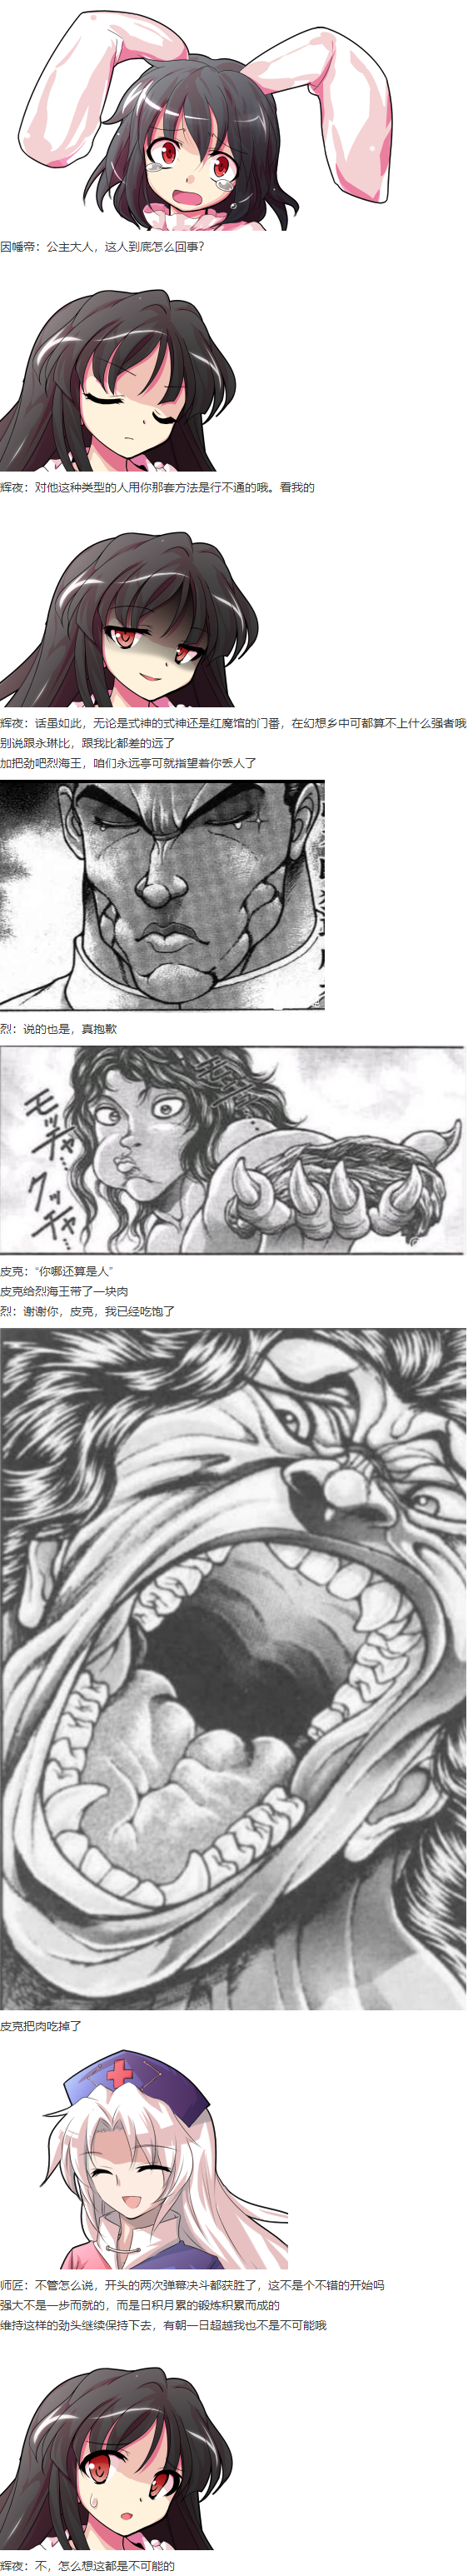 因幡帝：公主大人，这人到底怎么回事？
辉夜：对他这种类型的人用你那套方法是行不通的哦。看我的
辉夜：话虽如此，无论是式神的式神还是红魔馆的门番，在幻想乡中可都算不上什么强者哦
别说跟永琳比，跟我比都差的远了
加把劲吧烈海王，咱们永远亭可就指望着你丢人了
烈：说的也是，真抱歉
モッチャ…
クッチャ…
皮克：“你哪还算是人”
皮克给烈海王带了一块肉
烈：谢谢你，皮克，我已经吃饱了
皮克把肉吃掉了
师匠：不管怎么说，开头的两次弹幕决斗都获胜了，这不是个不错的开始吗
强大不是一步而就的，而是日积月累的锻炼积累而成的
维持这样的劲头继续保持下去，有朝一日超越我也不是不可能哦
辉夜：不，怎么想这都是不可能的